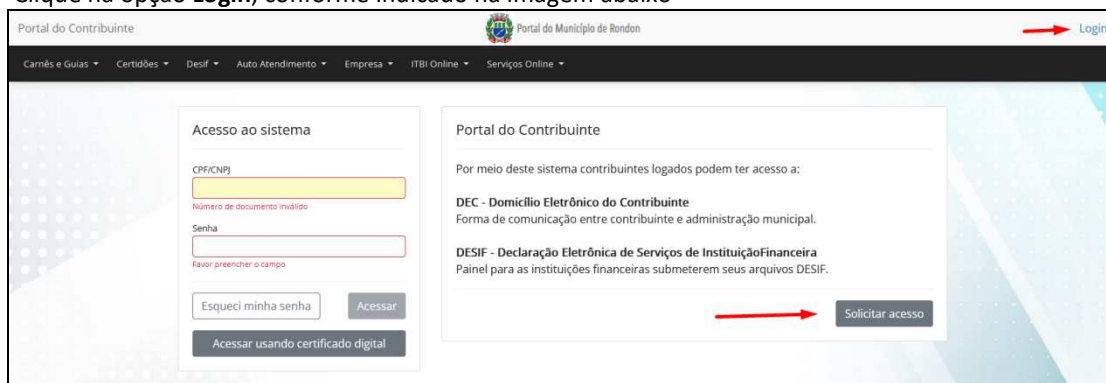 Clique na opção Login, conforme indicado na imagem abaixo
Portal do Contribuinte
Portal do Município de Rondon
Login
Carnês e Guias
Certidões
Desif
Auto Atendimento
Empresa
ITBI Online
Serviços Online
Acesso ao sistema
CPF/CNPJ
Número de documento inválido
Senha
Favor preencher o campo
Esqueci minha senha
Acessar
Acessar usando certificado digital
Portal do Contribuinte
Por meio deste sistema contribuintes logados podem ter acesso a:
DEC - Domicílio Eletrônico do Contribuinte
Forma de comunicação entre contribuinte e administração municipal.
DESIF - Declaração Eletrônica de Serviços de InstituiçãoFinanceira
Painel para as instituições financeiras submeterem seus arquivos DESIF.
Solicitar acesso